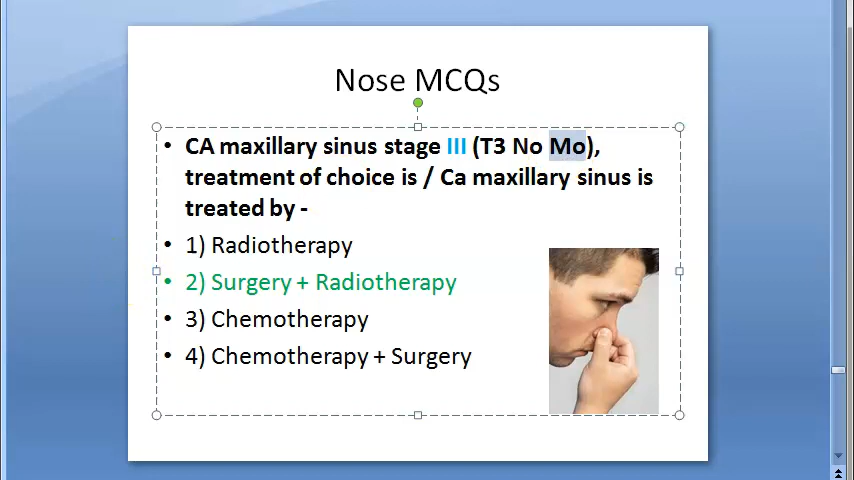 Nose MCQs
• CA maxillary sinus stage III (T3 No Mo),
treatment of choice is / Ca maxillary sinus is
treated by -
• 1) Radiotherapy
• 2) Surgery + Radiotherapy
• 3) Chemotherapy
• 4) Chemotherapy + Surgery